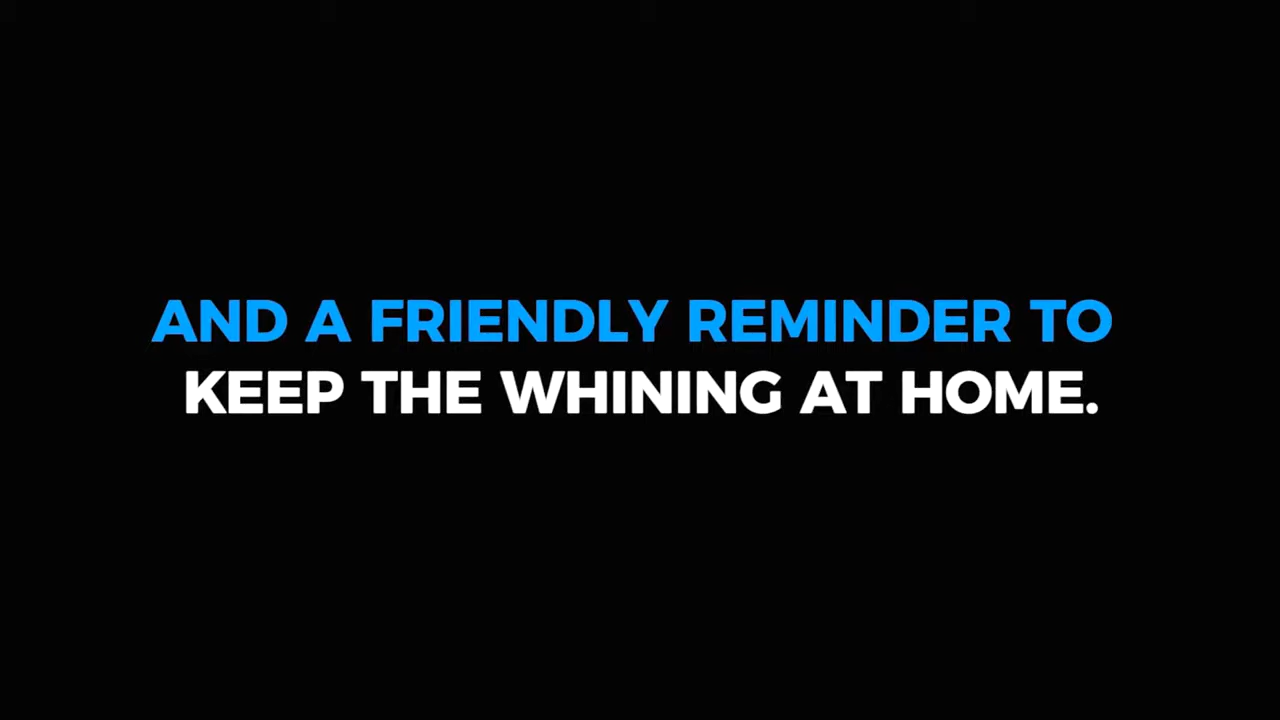 AND A FRIENDLY REMINDER TO
KEEP THE WHINING AT HOME.